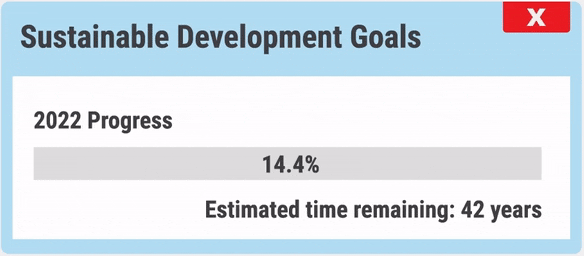 X
Sustainable Development Goals
2022 Progress
14.4%
Estimated time remaining: 42 years